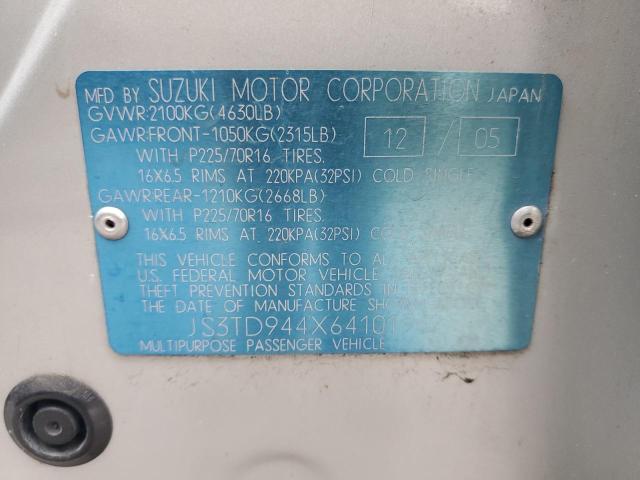 MFD BY SUZUKI MOTOR CORPORATION JAPAN
GVWR:2100KG(4630LB)
GAWR:FRONT-1050KG(2315LB) 12 / 05
WITH P225/70R16 TIRES.
16X6.5 RIMS AT 220KPA(32PSI) COLD SINGLE
GAWR:REAR-1210KG(2668LB)
WITH P225/70R16 TIRES.
16X6.5 RIMS AT 220KPA(32PSI)
THIS VEHICLE CONFORMS TO
U.S. FEDERAL MOTOR VEHICLE
THEFT PREVENTION STANDARDS IN
THE DATE OF MANUFACTURE
JS3TD944X6410
MULTIPURPOSE PASSENGER VEHICLE